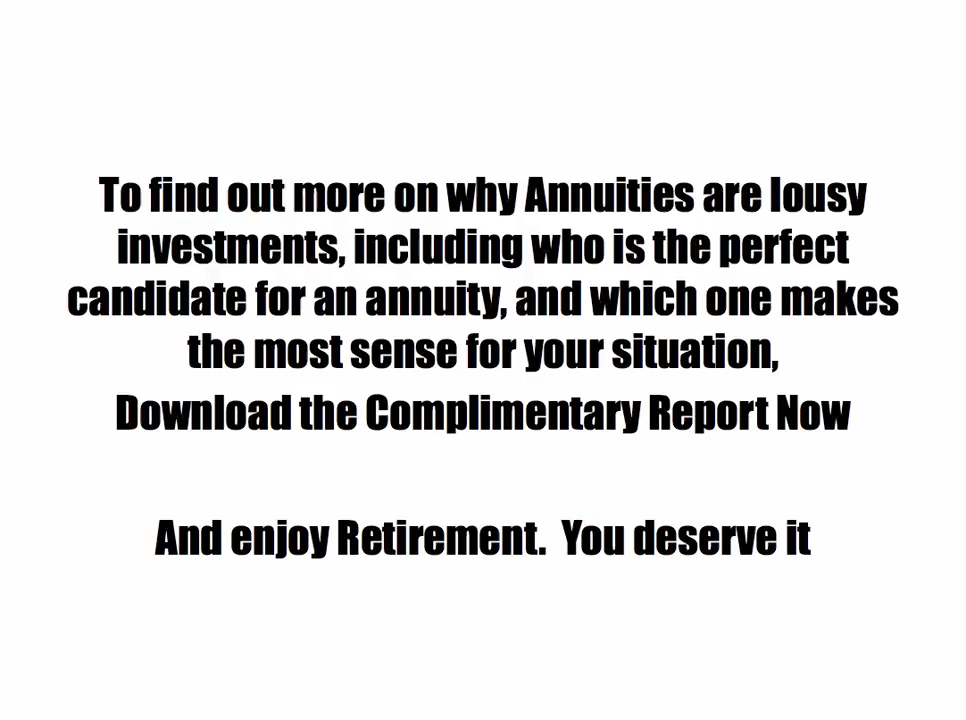 To find out more on why Annuities are lousy
investments, including who is the perfect
candidate for an annuity, and which one makes
the most sense for your situation,
Download the Complimentary Report Now
And enjoy Retirement.  You deserve it